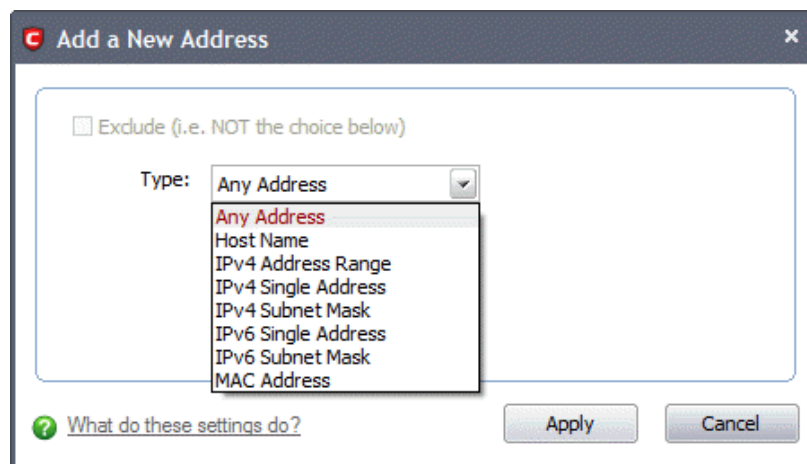 Add a New Address
Exclude (i.e. NOT the choice below)
Type: Any Address
Any Address
Host Name
IPv4 Address Range
IPv4 Single Address
IPv4 Subnet Mask
IPv6 Single Address
IPv6 Subnet Mask
MAC Address
What do these settings do? Apply Cancel